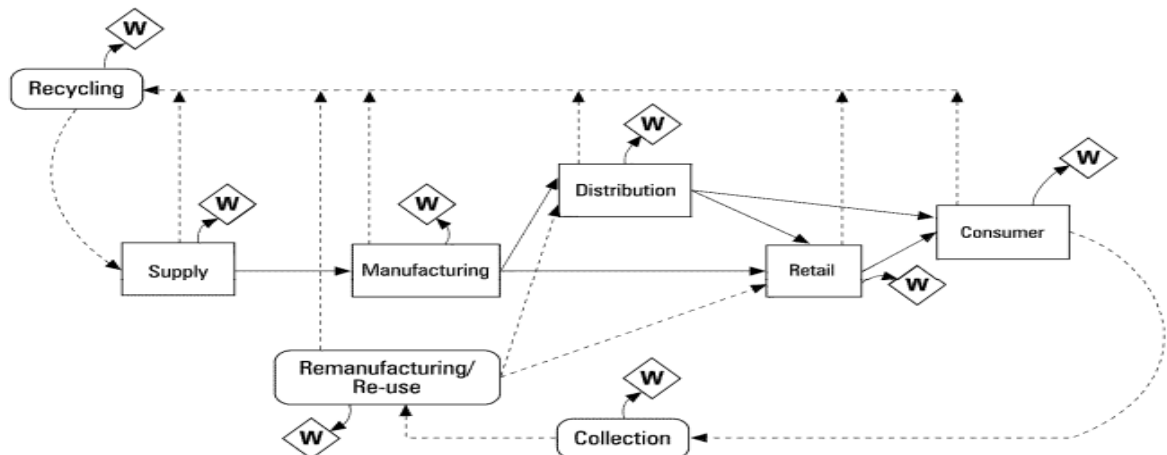 W
Recycling
W
Distribution
W
Consumer
W
Supply
W
Manufacturing
Retail
W
Remanufacturing/
Re-use
W
W
Collection